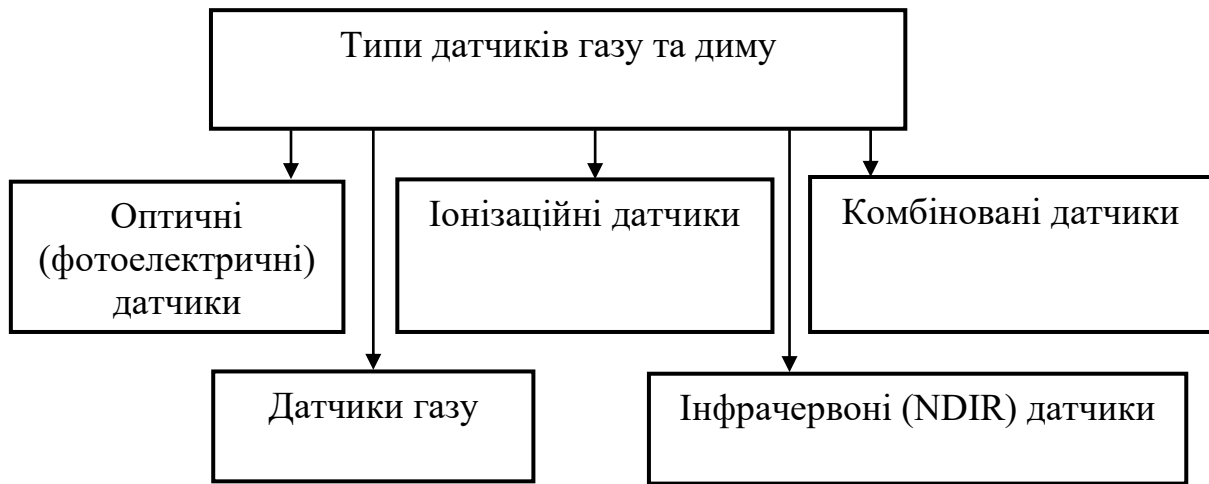 Типи датчиків газу та диму
Оптичні
(фотоелектричні)
датчики
Іонізаційні датчики
Комбіновані датчики
Датчики газу
Інфрачервоні (NDIR) датчики